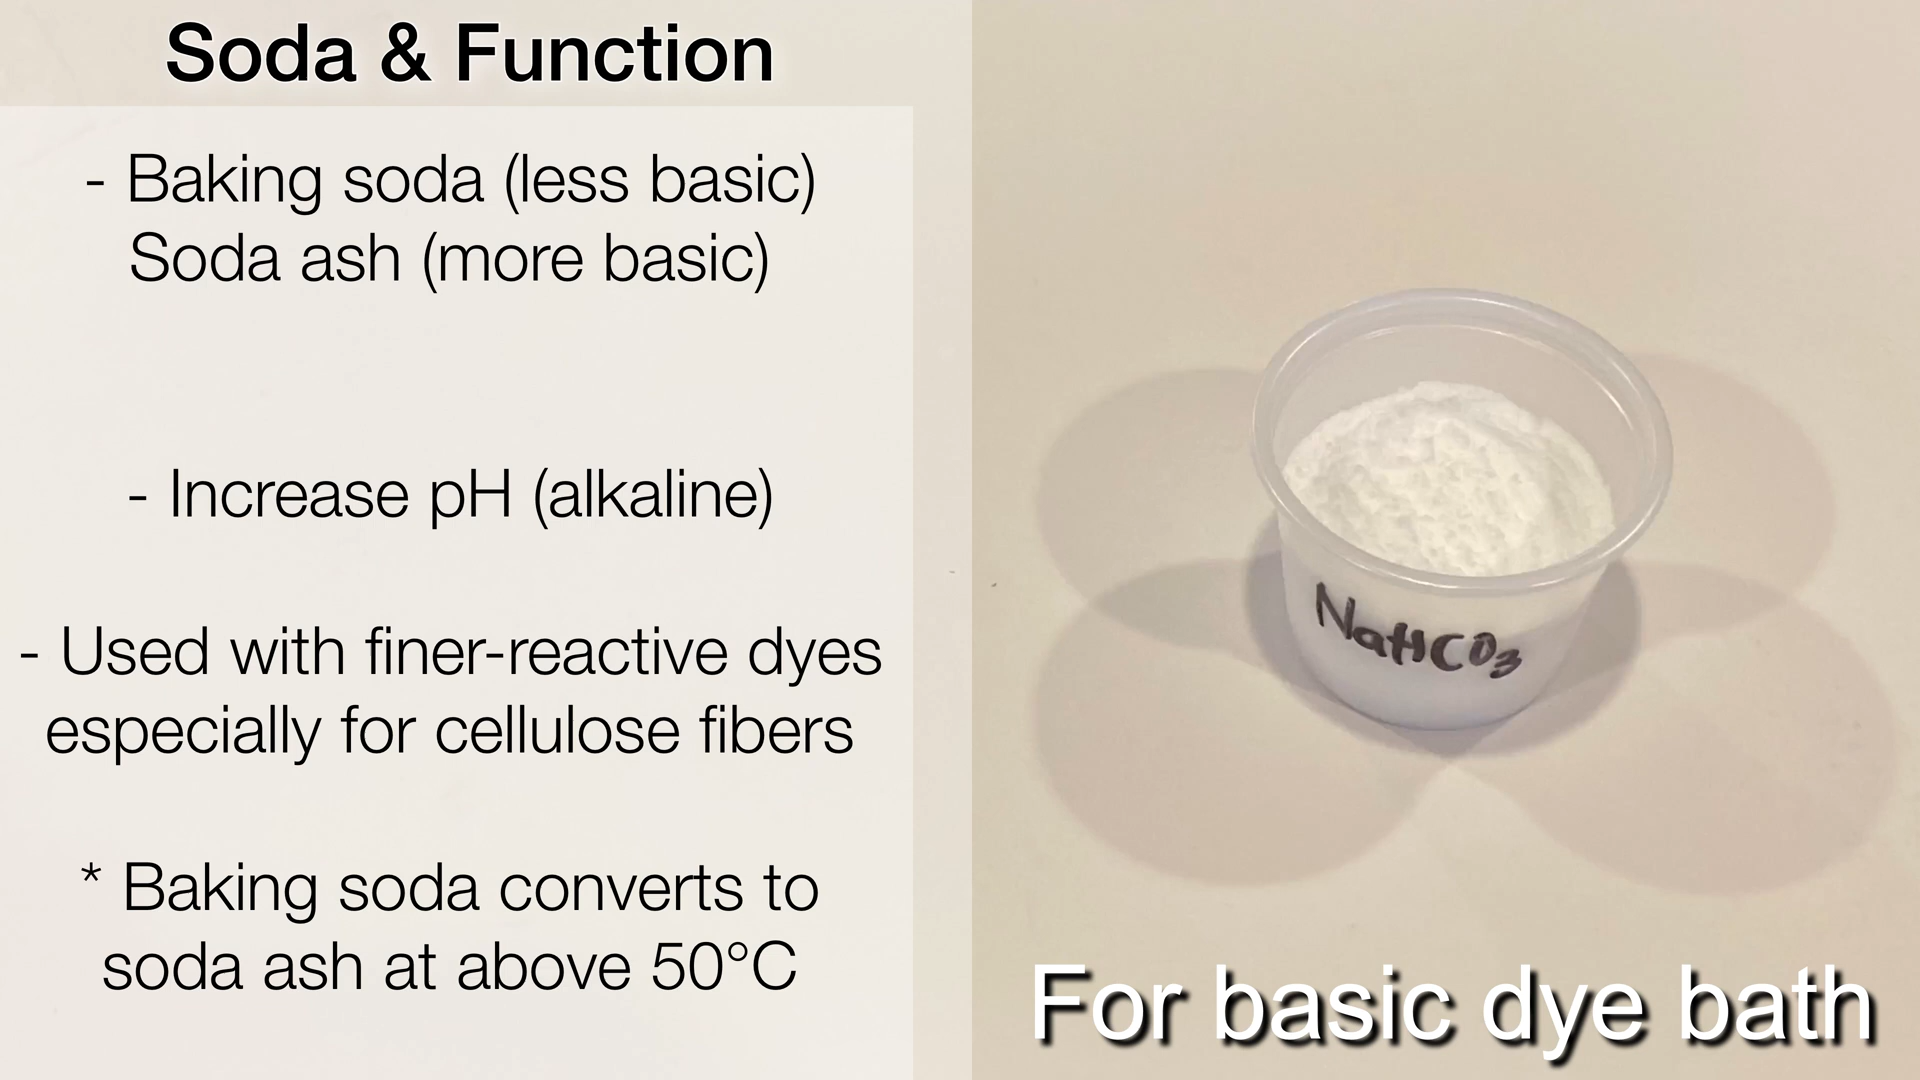 Soda & Function
- Baking soda (less basic)
Soda ash (more basic)
- Increase pH (alkaline)
- Used with finer-reactive dyes
especially for cellulose fibers
* Baking soda converts to
soda ash at above 50°C
NaHCO3
For basic dye bath